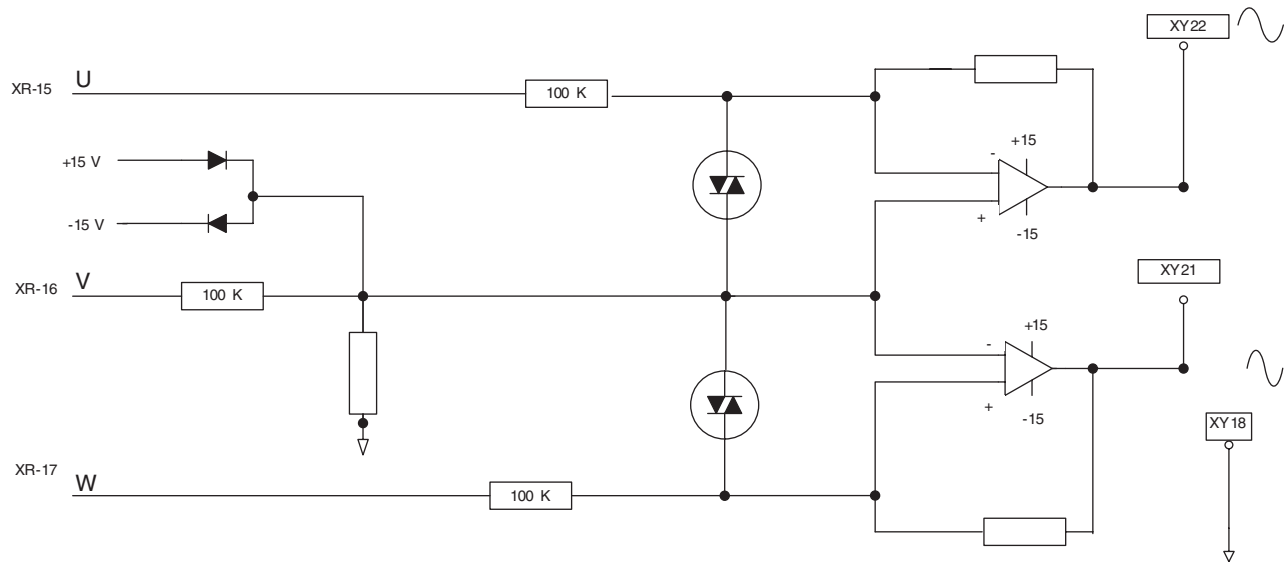 XY22
U
XR-15
100 K
+15
-
+15 V
-15 V
+
-15
XY21
V
XR-16
100 K
+15
-
+
-15
XY18
XR-17
W
100 K